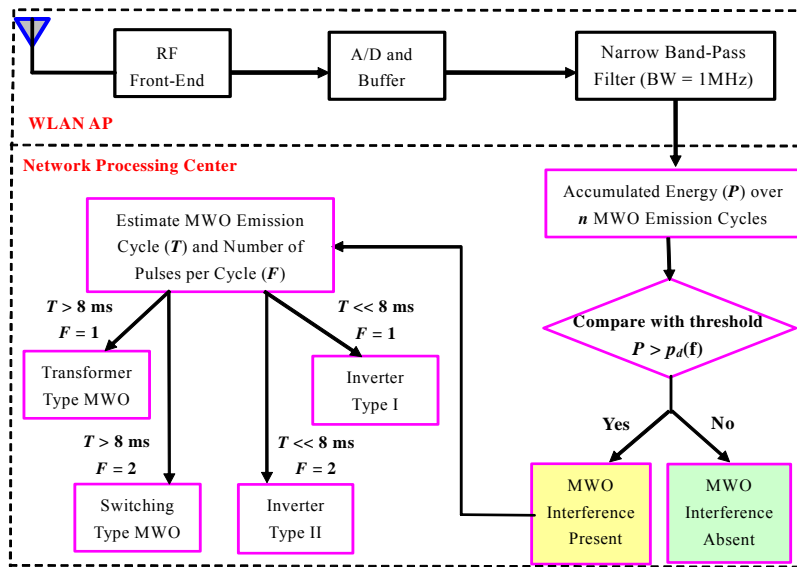 RF
Front-End
A/D and
Buffer
Narrow Band-Pass
Filter (BW = 1MHz)
WLAN AP
Network Processing Center
Accumulated Energy (P) over
n MWO Emission Cycles
Estimate MWO Emission
Cycle (T) and Number of
Pulses per Cycle (F)
Compare with threshold
P > pd(f)
T > 8 ms
F = 1
T << 8 ms
F = 1
Transformer
Type MWO
Inverter
Type I
T > 8 ms
F = 2
T << 8 ms
F = 2
Switching
Type MWO
Inverter
Type II
Yes
No
MWO
Interference
Present
MWO
Interference
Absent